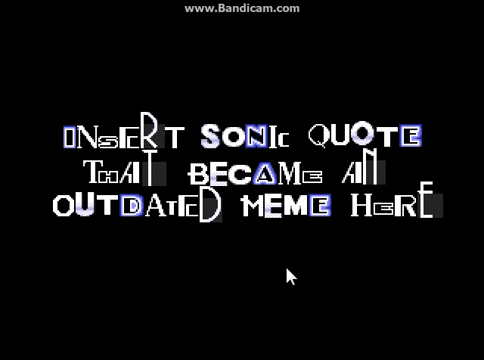 www.Bandicam.com
INSERT SONIC QUOTE
THAT BECAME AN
OUTDATED MEME HERE